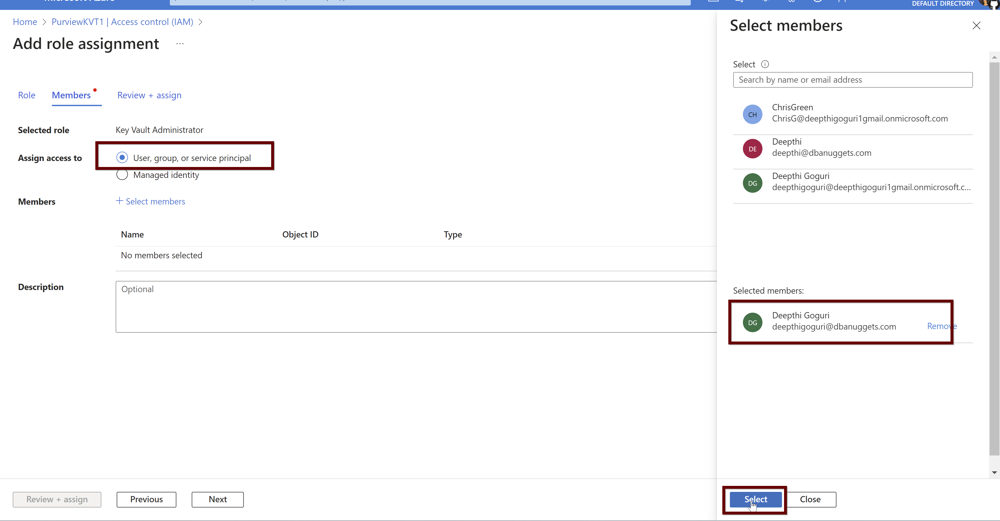 Microsoft Azure
DEFAULT DIRECTORY
Home > PurviewKVT1 | Access control (IAM) >
Add role assignment ...
Role Members Review + assign
Selected role Key Vault Administrator
Assign access to User, group, or service principal
Managed identity
Members + Select members
Name Object ID Type
No members selected
Description Optional
Review + assign Previous Next
Select members
Select
Search by name or email address
CH ChrisGreen
ChrisG@deepthigoguri1gmail.onmicrosoft.com
DE Deepthi
deepthi@dbanuggets.com
DG Deepthi Goguri
deepthigoguri@deepthigoguri1gmail.onmicrosoft.c...
Selected members:
DG Deepthi Goguri
deepthigoguri@dbanuggets.com Remove
Select Close